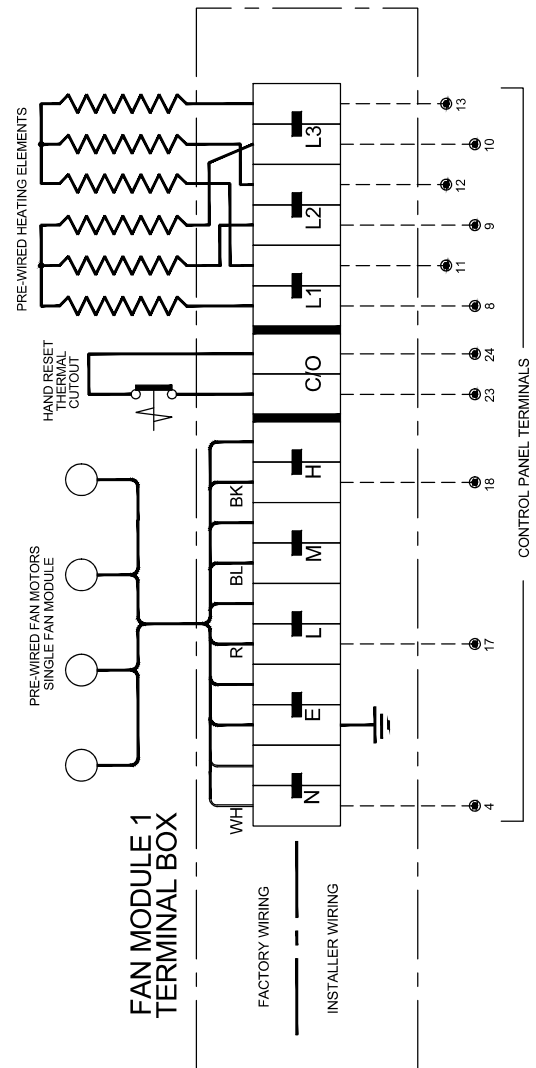 FAN MODULE 1
TERMINAL BOX
PRE-WIRED FAN MOTORS
SINGLE FAN MODULE
HAND RESET
THERMAL
CUTOUT
PRE-WIRED HEATING ELEMENTS
WH
R
BL
BK
N
E
L
M
H
C/O
L1
L2
L3
4
17
18
23
24
8
11
9
12
10
13
CONTROL PANEL TERMINALS
FACTORY WIRING
INSTALLER WIRING